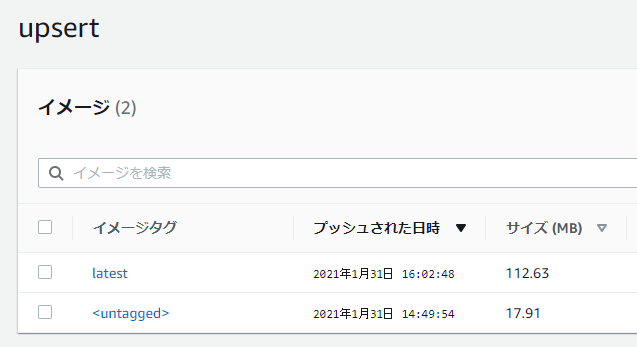 upsert
イメージ (2)
イメージを検索
イメージタグ プッシュされた日時 サイズ (MB)
latest 2021年1月31日 16:02:48 112.63
<untagged> 2021年1月31日 14:49:54 17.91